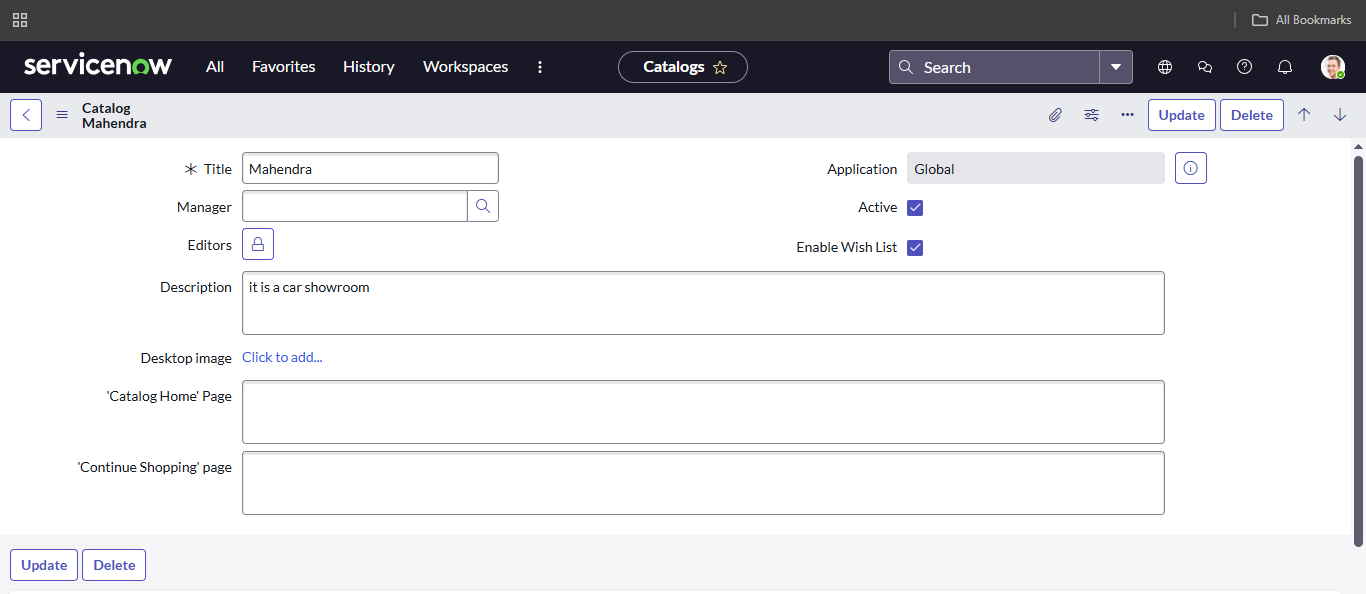 All Bookmarks
servicenow All Favorites History Workspaces Catalogs Search
Catalog
Mahendra
Update Delete
Title Mahendra Application Global
Manager Active
Editors Enable Wish List
Description it is a car showroom
Desktop image Click to add...
'Catalog Home' Page
'Continue Shopping' page
Update Delete